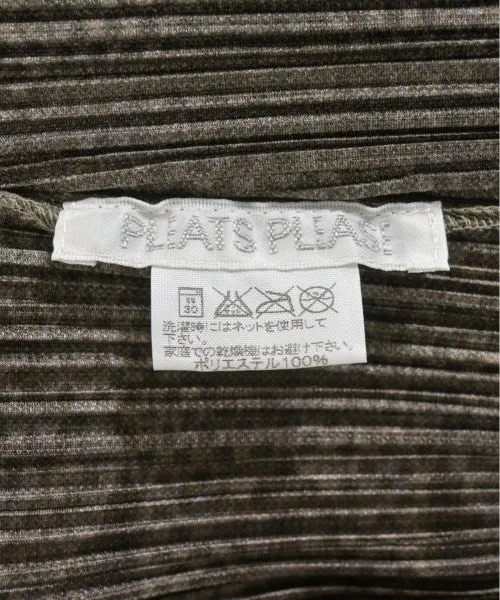 PLEATS PLEASE
弱
30
洗濯時にはネットを使用して
下さい。
家庭での乾燥機はお避け下さい。
ポリエステル100%